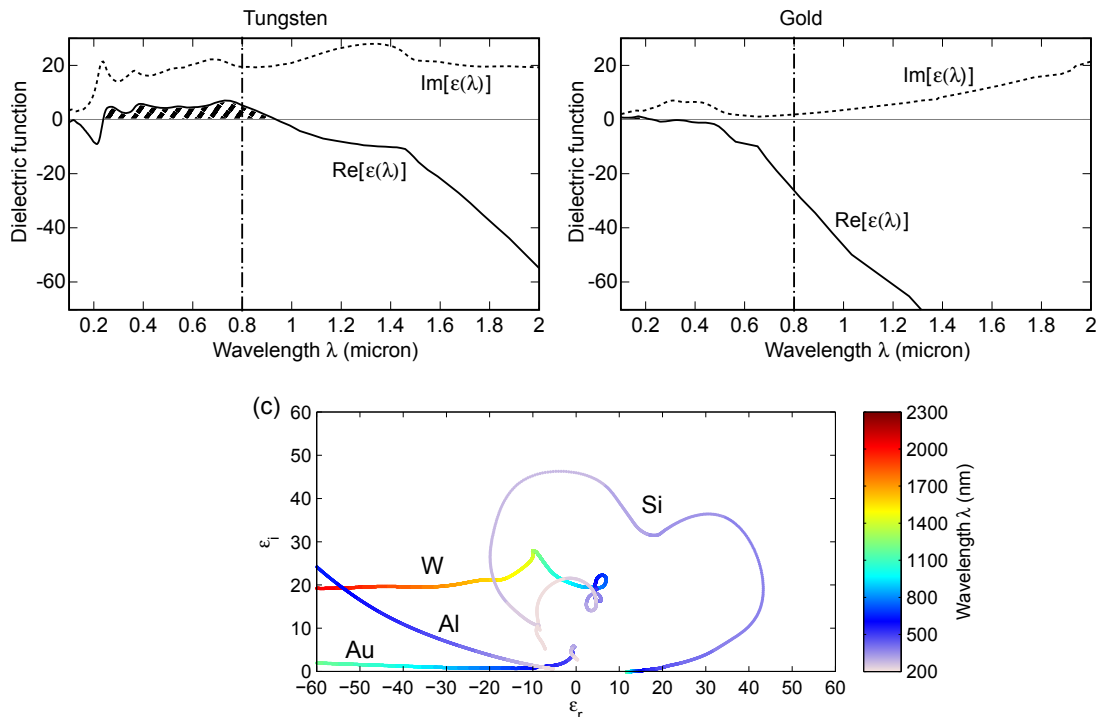 Tungsten
Gold
20
0
-20
-40
-60
Dielectric function
Im[ε(λ)]
Re[ε(λ)]
0.2 0.4 0.6 0.8 1 1.2 1.4 1.6 1.8 2
Wavelength λ (micron)
20
0
-20
-40
-60
Dielectric function
Im[ε(λ)]
Re[ε(λ)]
0.2 0.4 0.6 0.8 1 1.2 1.4 1.6 1.8 2
Wavelength λ (micron)
(c)
60
50
40
30
20
10
0
εi
Si
W
Al
Au
−60 −50 −40 −30 −20 −10 0 10 20 30 40 50 60
εr
2300
2000
1700
1400
1100
800
500
200
Wavelength λ (nm)